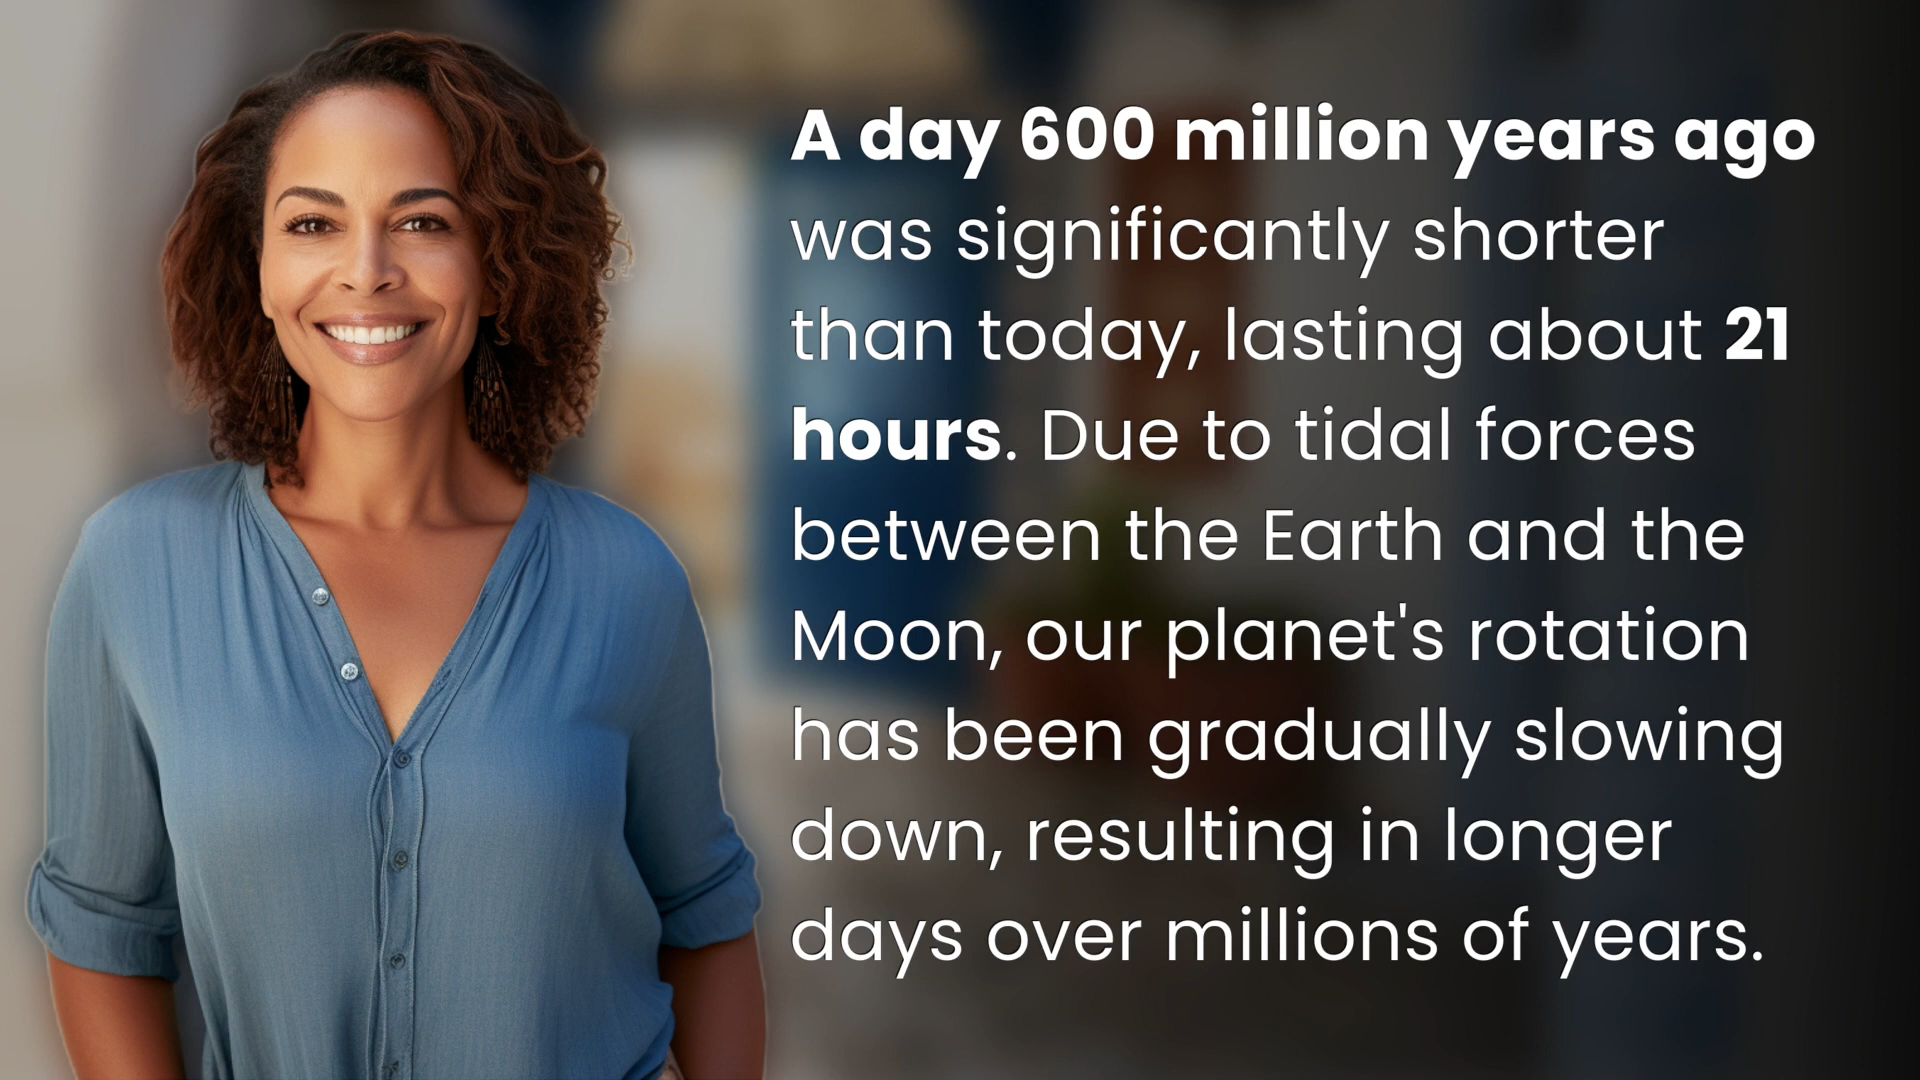 A day 600 million years ago
was significantly shorter
than today, lasting about 21
hours. Due to tidal forces
between the Earth and the
Moon, our planet's rotation
has been gradually slowing
down, resulting in longer
days over millions of years.